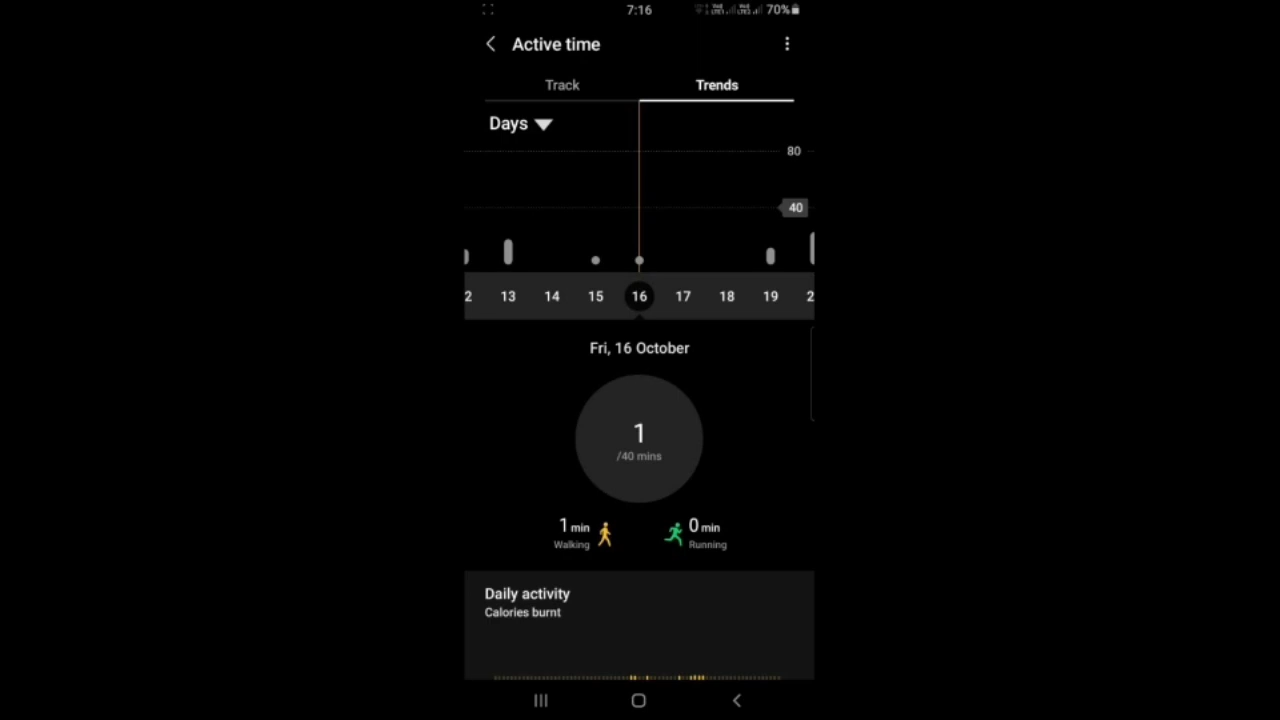 7:16 70%
Active time
Track Trends
Days
80
40
2 13 14 15 16 17 18 19 2
Fri, 16 October
1
/40 mins
1 min 0 min
Walking Running
Daily activity
Calories burnt